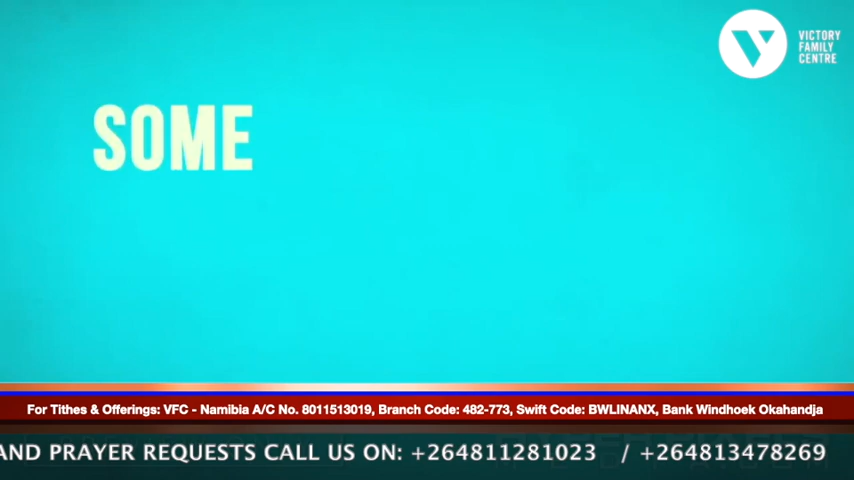 VICTORY
FAMILY
CENTRE
SOME
For Tithes & Offerings: VFC - Namibia A/C No. 8011513019, Branch Code: 482-773, Swift Code: BWLINANX, Bank Windhoek Okahandja
AND PRAYER REQUESTS CALL US ON: +264811281023 / +264813478269